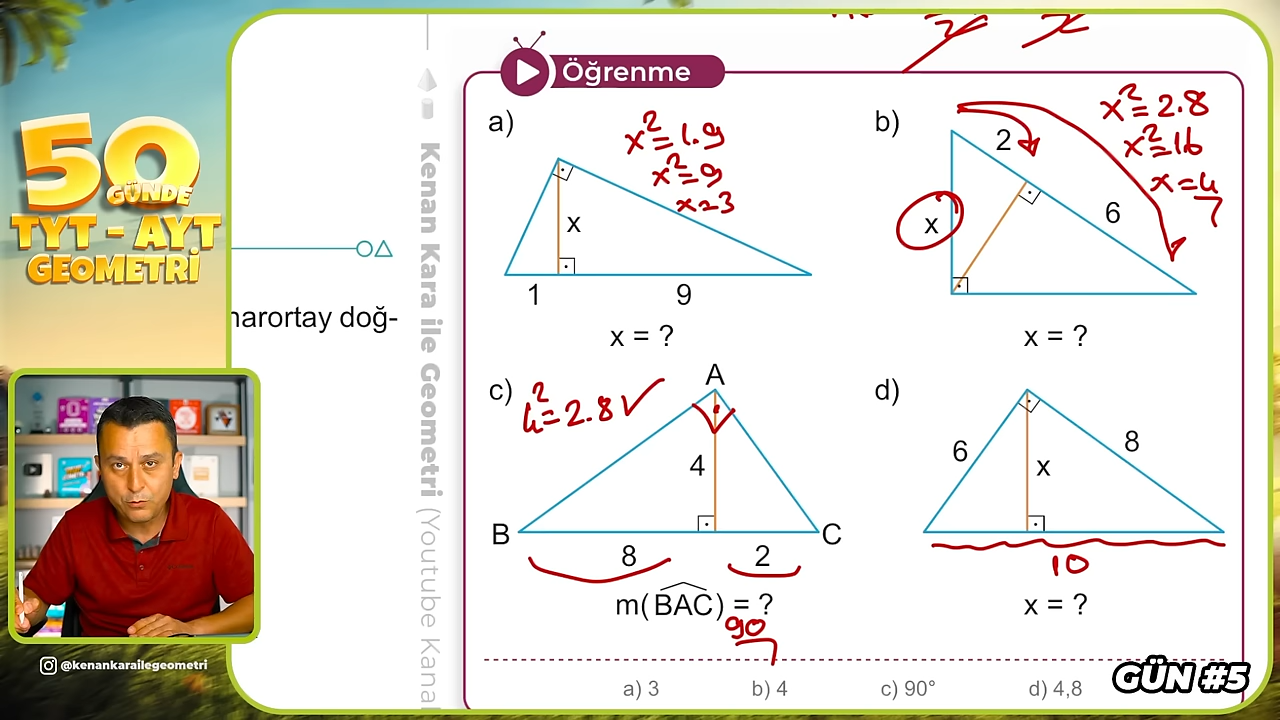 50
GÜNDE
TYT - AYT
GEOMETRİ
narortay doğ-
@kenankarailegeometri
Kenan Kara ile Geometri (Youtube Kanal
Öğrenme
a)
x²=1.9
x²=9
x=3
x
1
9
x = ?
b)
x²=2.8
x²=16
x=4
2
x
6
x = ?
c)
4²=2.8 ✓
A
4
B
C
8
2
m(BAC) = ?
90
d)
6
8
x
10
x = ?
a) 3 b) 4 c) 90° d) 4,8
GÜN #5